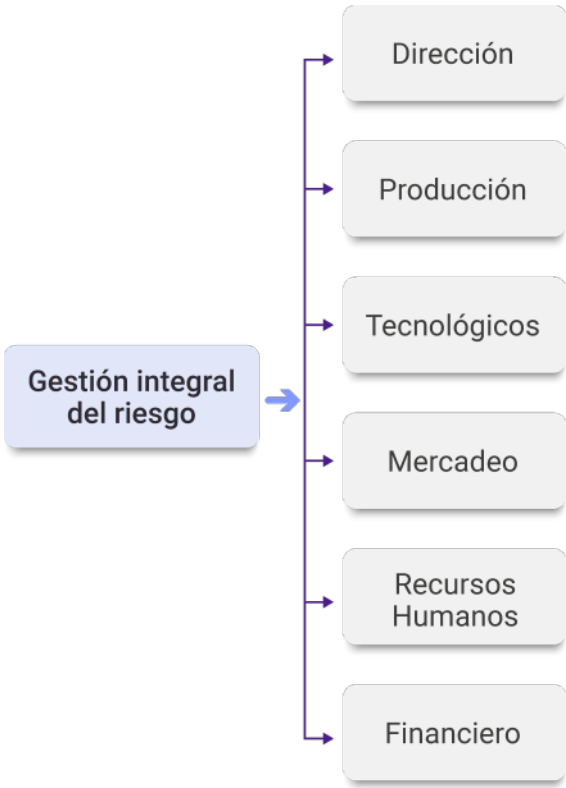 Dirección
Producción
Tecnológicos
Gestión integral
del riesgo
Mercadeo
Recursos
Humanos
Financiero